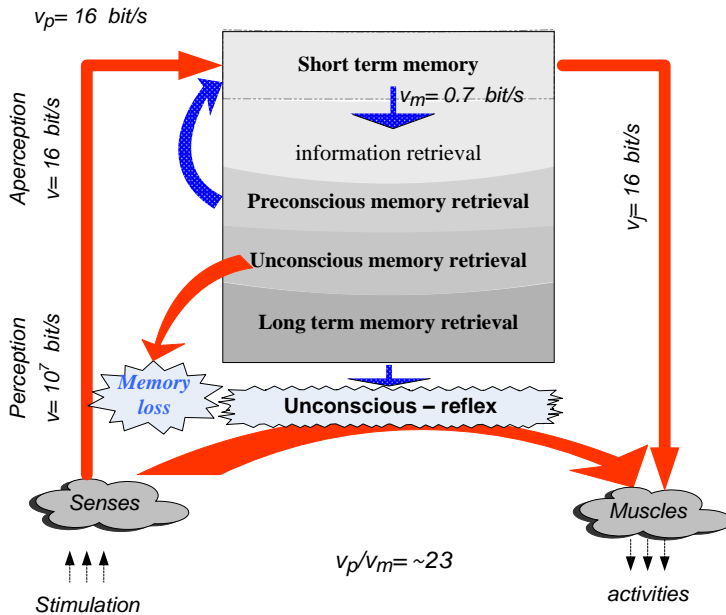 vₚ= 16 bit/s
Short term memory
vₘ= 0.7 bit/s
information retrieval
Aperception
v= 16 bit/s
vⱼ= 16 bit/s
Preconscious memory retrieval
Unconscious memory retrieval
Long term memory retrieval
Perception
v= 10⁷ bit/s
Memory
loss
Unconscious – reflex
Senses
Muscles
vₚ/vₘ= ~23
Stimulation
activities